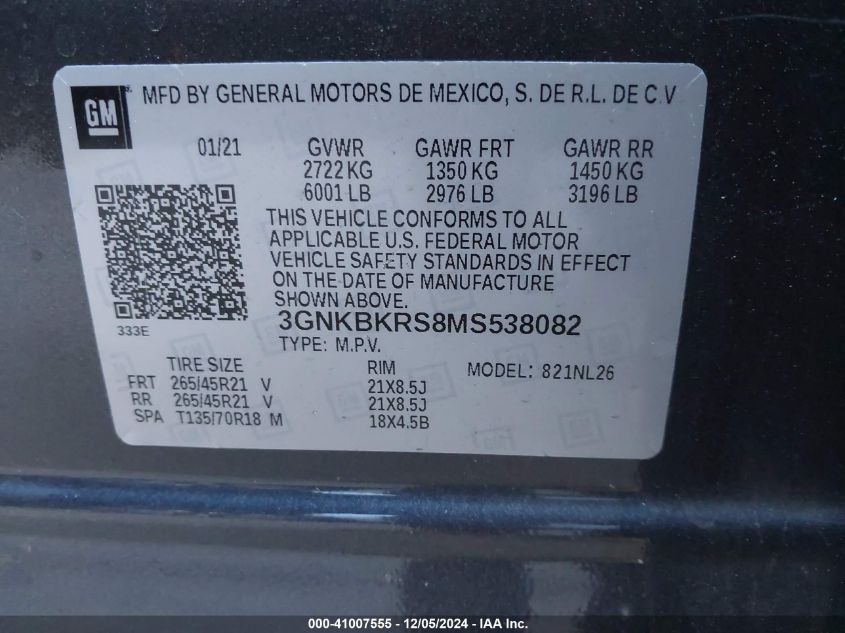 GM MFD BY GENERAL MOTORS DE MEXICO, S. DE R.L. DE C.V
01/21 GVWR GAWR FRT GAWR RR
2722 KG 1350 KG 1450 KG
6001 LB 2976 LB 3196 LB
THIS VEHICLE CONFORMS TO ALL
APPLICABLE U.S. FEDERAL MOTOR
VEHICLE SAFETY STANDARDS IN EFFECT
ON THE DATE OF MANUFACTURE
SHOWN ABOVE.
333E
3GNKBKRS8MS538082
TYPE: M.P.V.
TIRE SIZE RIM MODEL: 821NL26
FRT 265/45R21 V 21X8.5J
RR 265/45R21 V 21X8.5J
SPA T135/70R18 M 18X4.5B
000-41007555 - 12/05/2024 - IAA Inc.